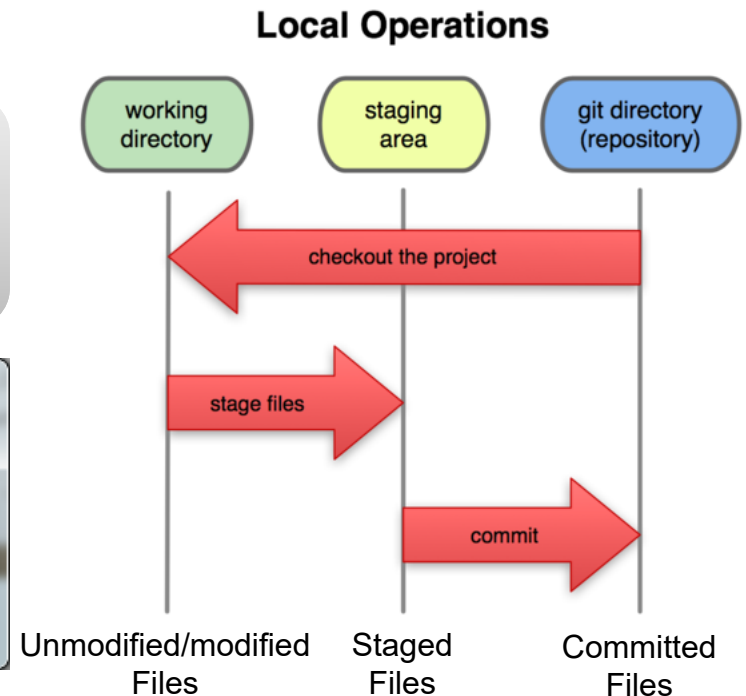 Local Operations
working
directory
staging
area
git directory
(repository)
checkout the project
stage files
commit
Unmodified/modified
Files
Staged
Files
Committed
Files